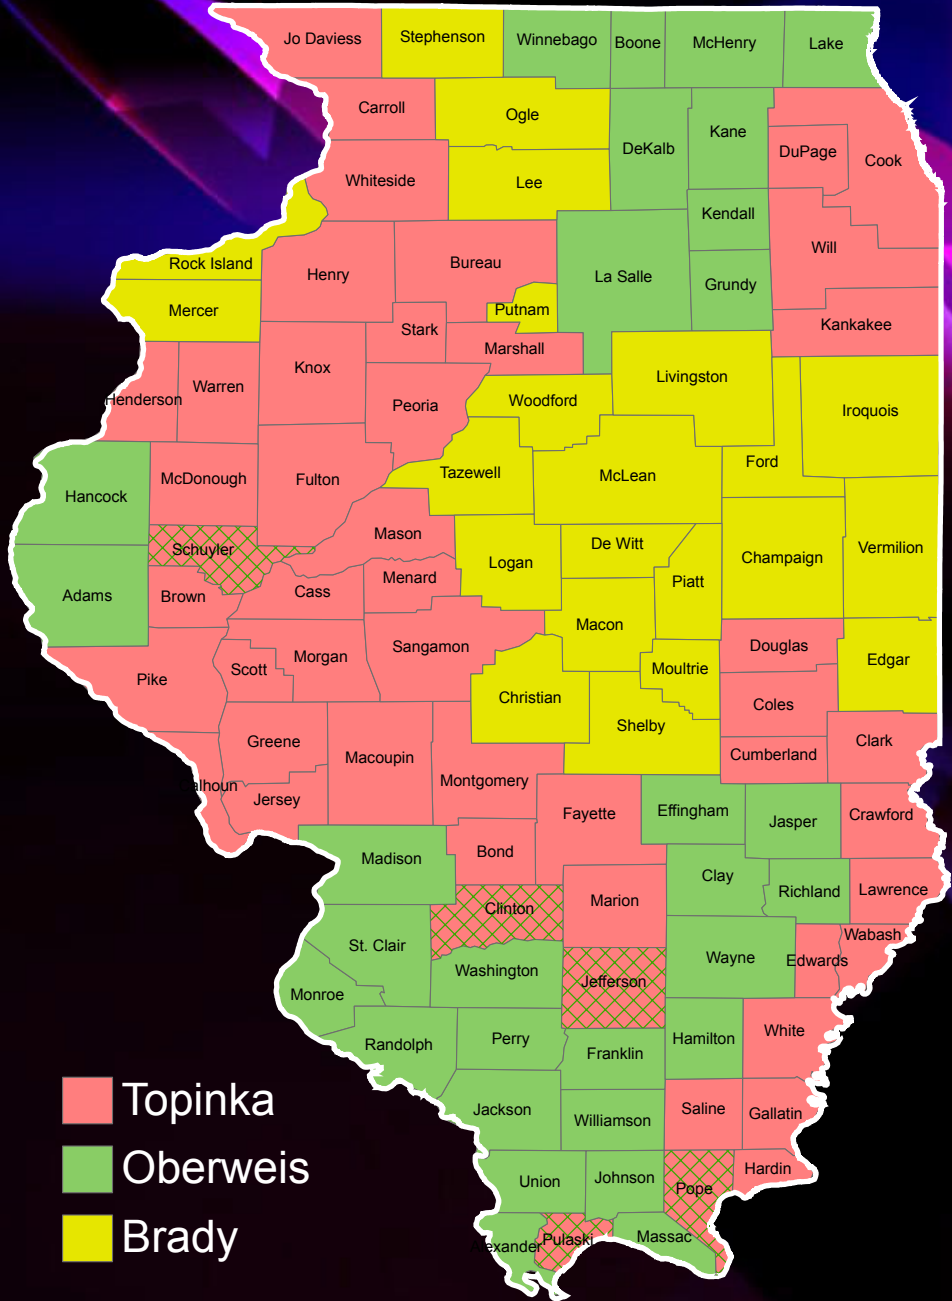 Jo Daviess
Stephenson
Winnebago
Boone
McHenry
Lake
Carroll
Ogle
DeKalb
Kane
DuPage
Cook
Whiteside
Lee
Kendall
Rock Island
Henry
Bureau
La Salle
Grundy
Will
Mercer
Putnam
Stark
Marshall
Kankakee
Henderson
Warren
Knox
Peoria
Woodford
Livingston
Iroquois
Hancock
McDonough
Fulton
Tazewell
McLean
Ford
Schuyler
Mason
Logan
De Witt
Champaign
Vermilion
Adams
Brown
Cass
Menard
Piatt
Macon
Pike
Scott
Morgan
Sangamon
Christian
Moultrie
Douglas
Edgar
Shelby
Coles
Greene
Macoupin
Montgomery
Cumberland
Clark
alhoun
Jersey
Fayette
Effingham
Jasper
Crawford
Madison
Bond
Marion
Clay
Richland
Lawrence
Clinton
St. Clair
Washington
Jefferson
Wayne
Edwards
Wabash
Monroe
Randolph
Perry
Franklin
Hamilton
White
Jackson
Williamson
Saline
Gallatin
Union
Johnson
Pope
Hardin
Alexander
Pulaski
Massac
Topinka
Oberweis
Brady